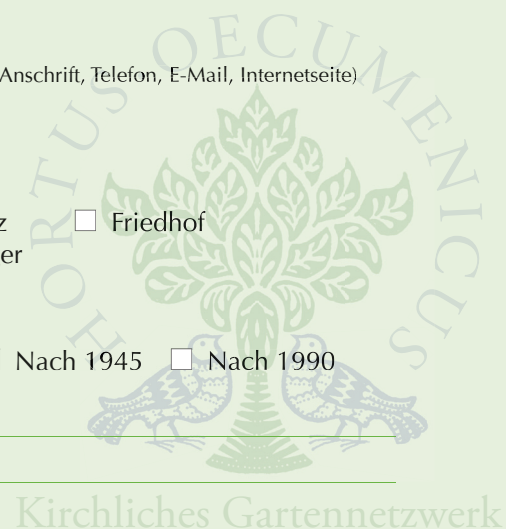 HORTUS OECUMENICUS
Anschrift, Telefon, E-Mail, Internetseite)
z Friedhof
er
Nach 1945 Nach 1990
Kirchliches Gartennetzwerk